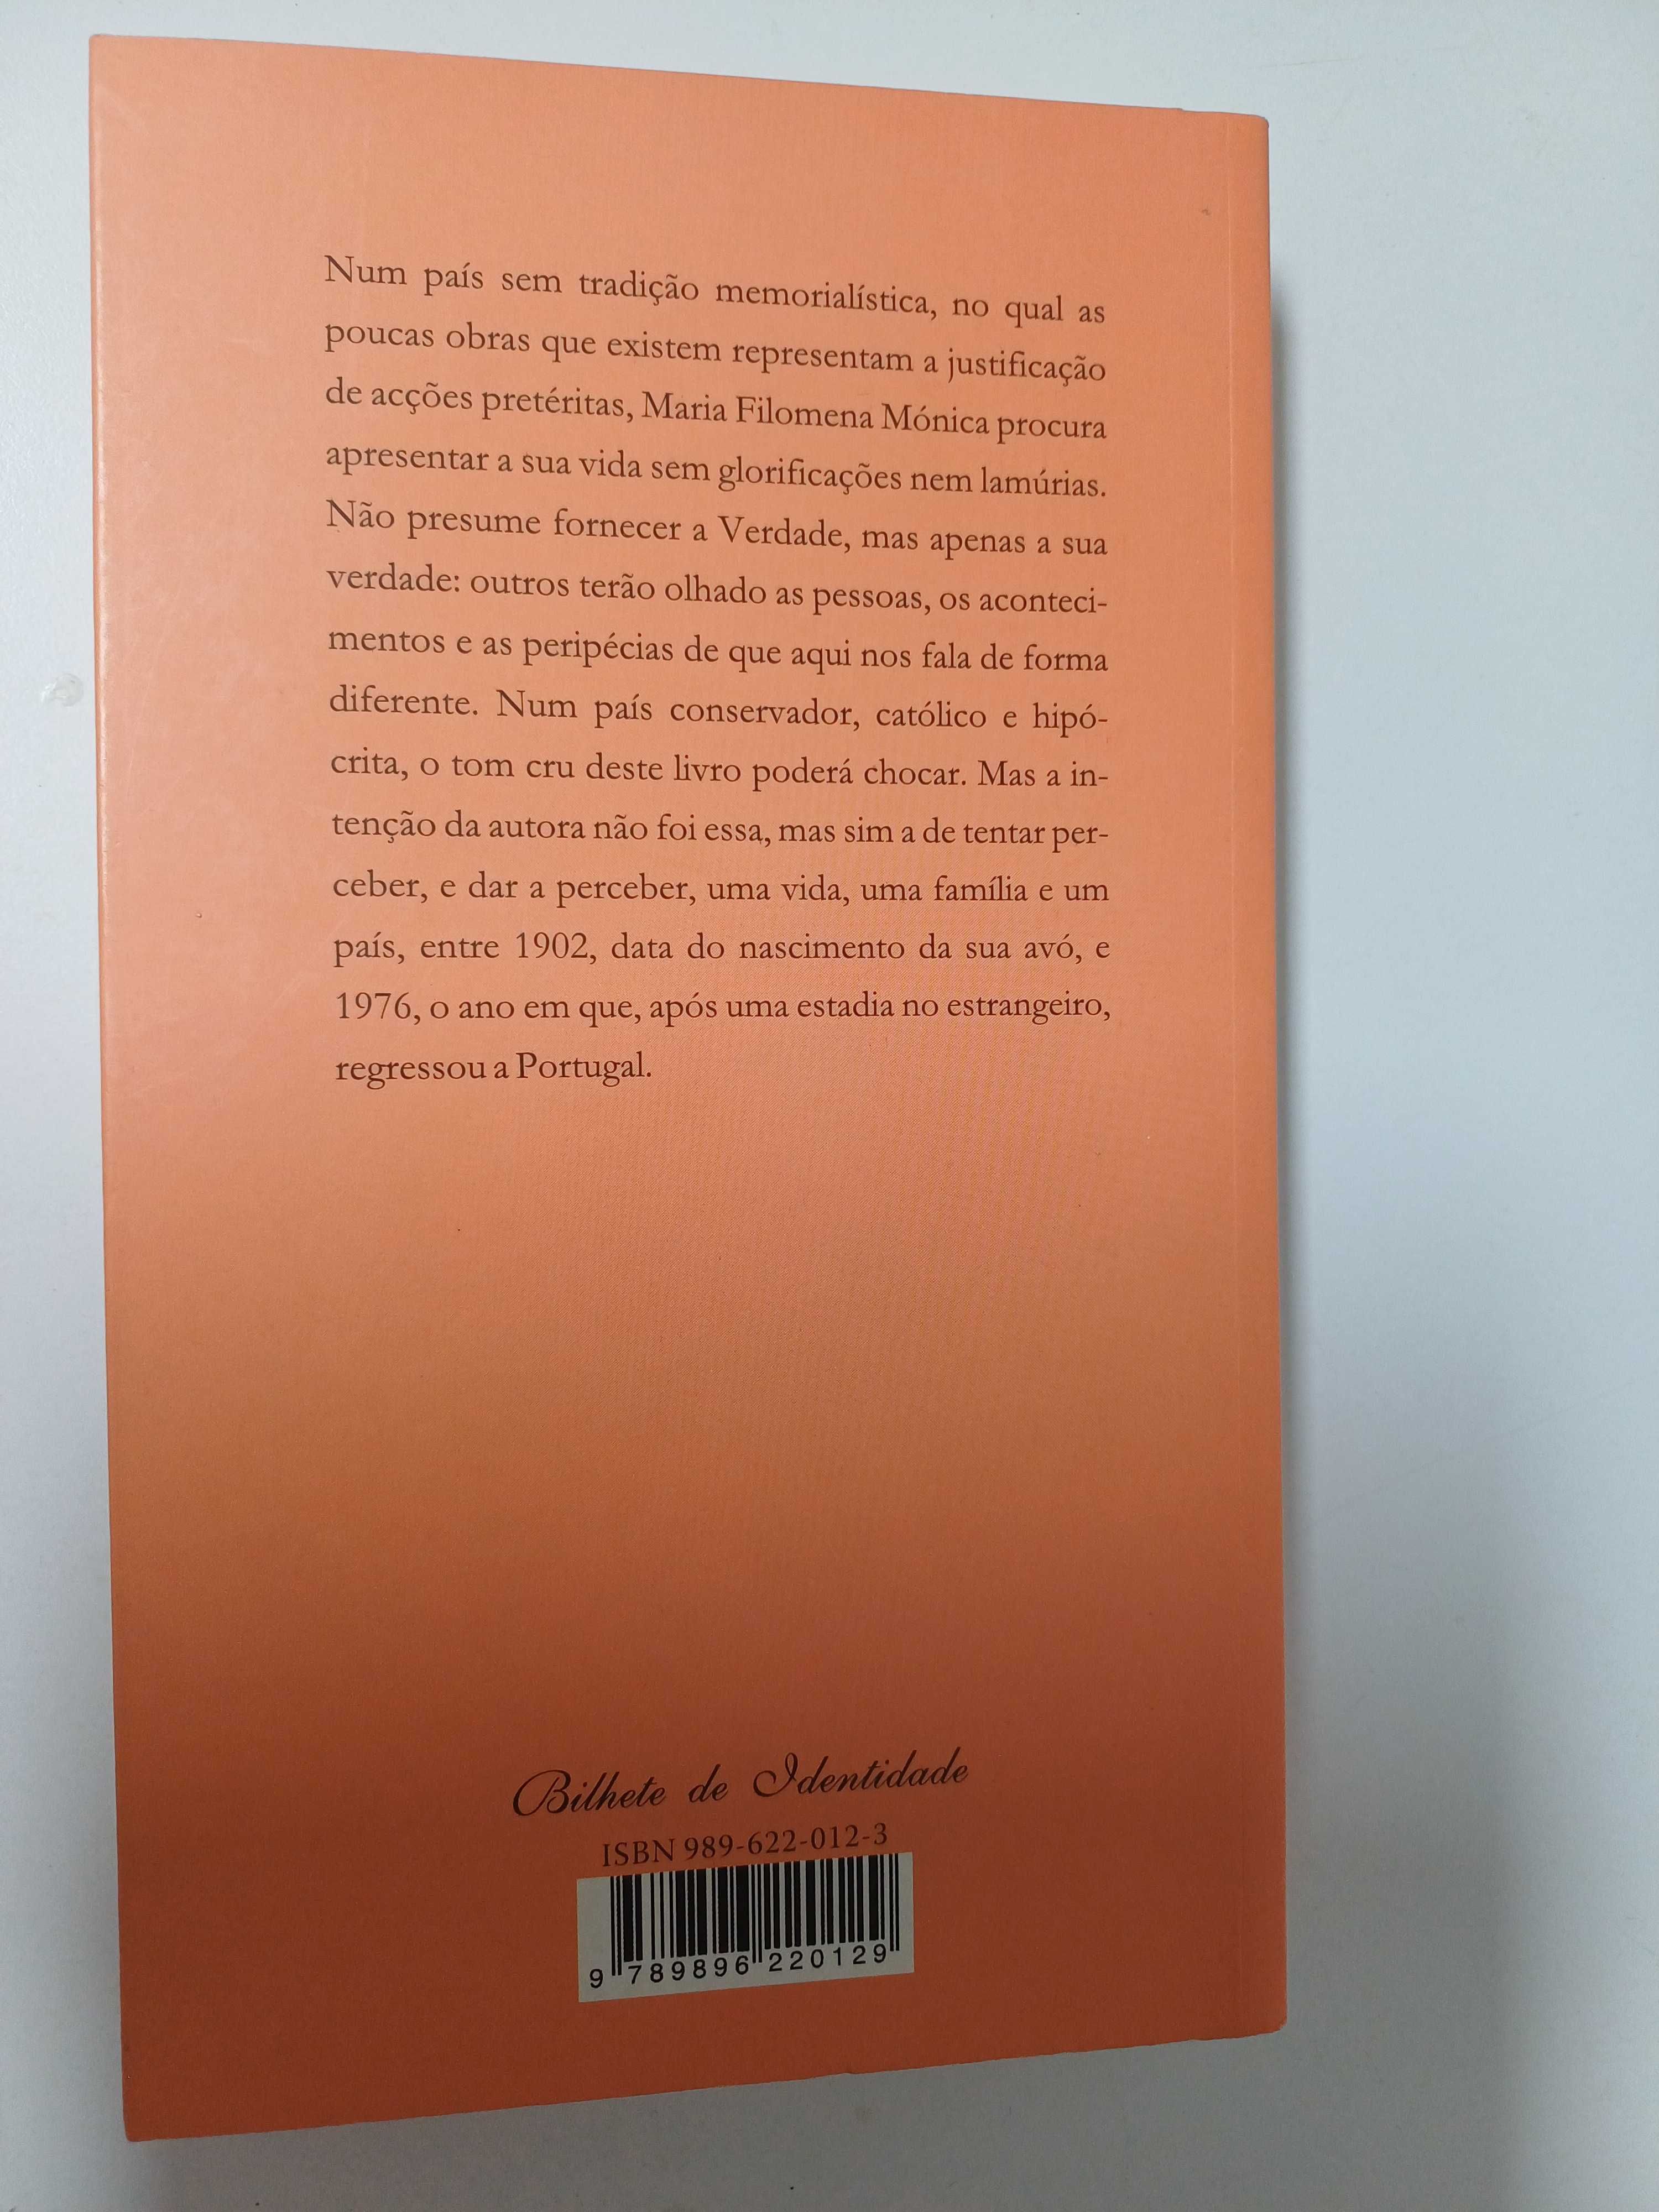 Num país sem tradição memorialística, no qual as
poucas obras que existem representam a justificação
de acções pretéritas, Maria Filomena Mónica procura
apresentar a sua vida sem glorificações nem lamúrias.
Não presume fornecer a Verdade, mas apenas a sua
verdade: outros terão olhado as pessoas, os aconteci-
mentos e as peripécias de que aqui nos fala de forma
diferente. Num país conservador, católico e hipó-
crita, o tom cru deste livro poderá chocar. Mas a in-
tenção da autora não foi essa, mas sim a de tentar per-
ceber, e dar a perceber, uma vida, uma família e um
país, entre 1902, data do nascimento da sua avó, e
1976, o ano em que, após uma estadia no estrangeiro,
regressou a Portugal.
Bilhete de Identidade
ISBN 989-622-012-3
9 789896 220129